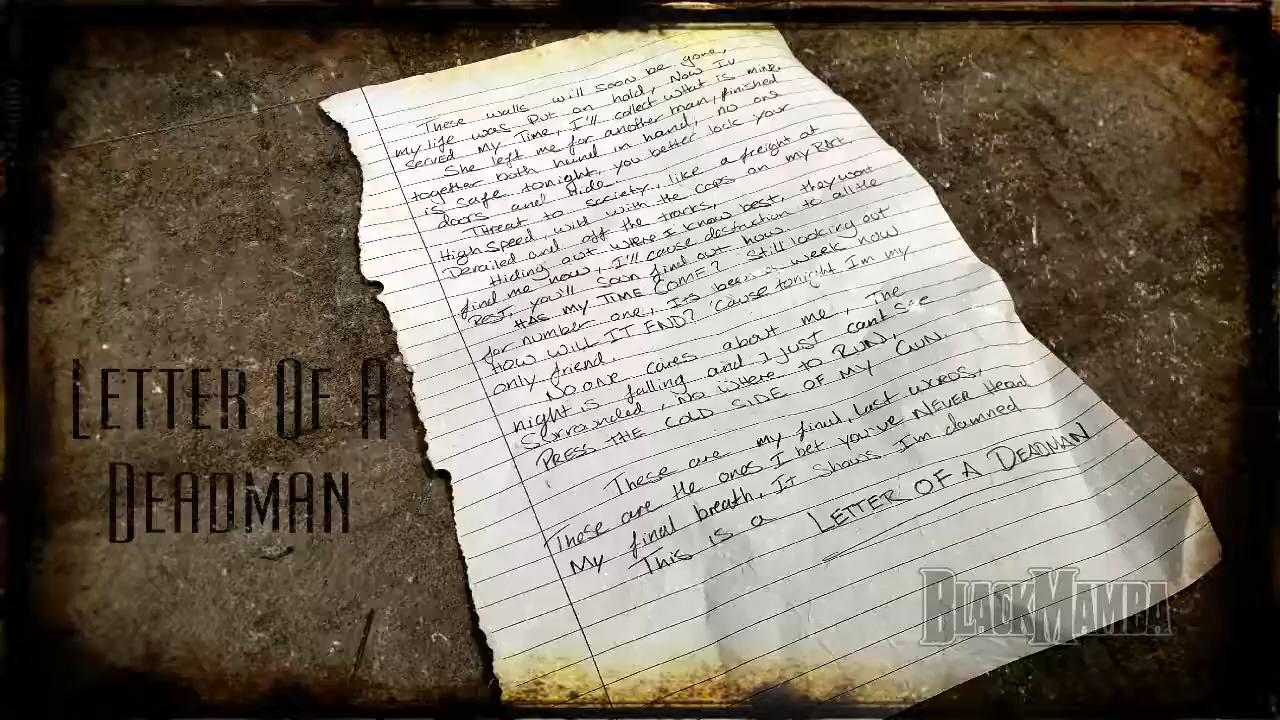 These walls will soon be gone,
my life was Put on hold, Now Iv
served my Time, I'll collect what is mine.
She left me for another man, finished
together both hand in hand, no one
is safe tonight, you better lock your
doors and Hide.
Threat to society, like a freight at
High speed, wild with the cops on my Back
Derailed and off the tracks,
Hiding out where I know best, they want
find me now, I'll cause destruction to all the
REST, you'll soon find out how.
HAS my TIME COME? Still looking out
for number one, It's been a week now
HOW WILL IT END? 'cause tonight I'm my
only friend.
No one cares about me, The
night is falling and I just can't see
Surrounded, No where to RUN,
PRESS THE COLD SIDE OF MY GUN.
These are my final, last words,
These are the ones I bet you've NEVER Heard
My final breath, It shows I'm damned
This is a LETTER OF A DEADMAN
LETTER OF A
DEADMAN
BLACKMAMBA